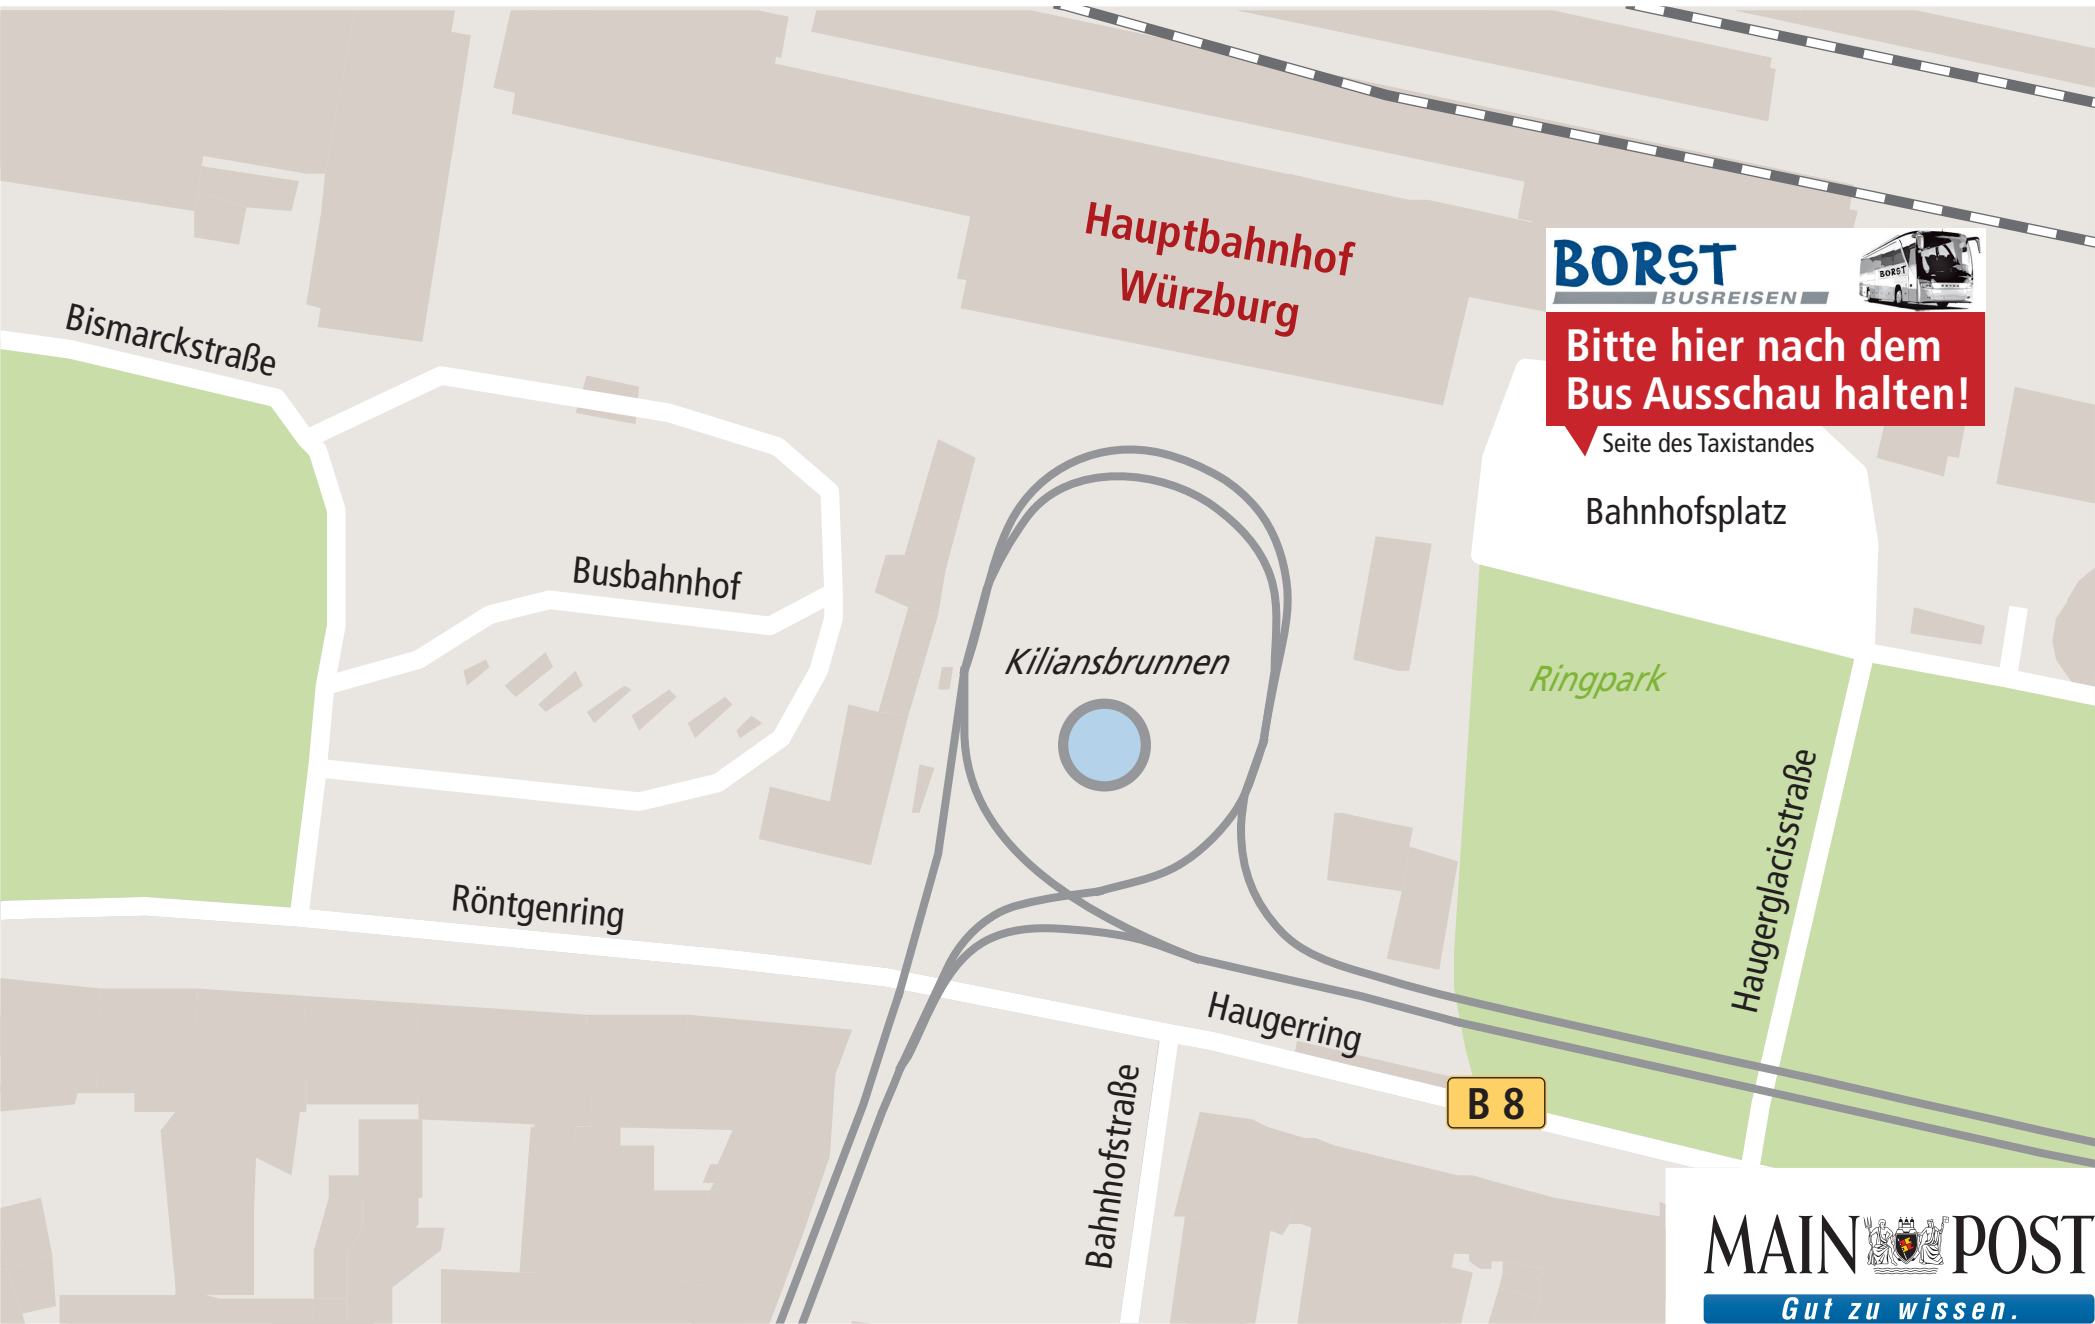 Hauptbahnhof
Würzburg
BORST
BUSREISEN
BORST
Bitte hier nach dem
Bus Ausschau halten!
Seite des Taxistandes
Bahnhofsplatz
Bismarckstraße
Busbahnhof
Kiliansbrunnen
Ringpark
Haugerglacisstraße
Röntgenring
Haugerring
B 8
Bahnhofstraße
MAIN POST
Gut zu wissen.